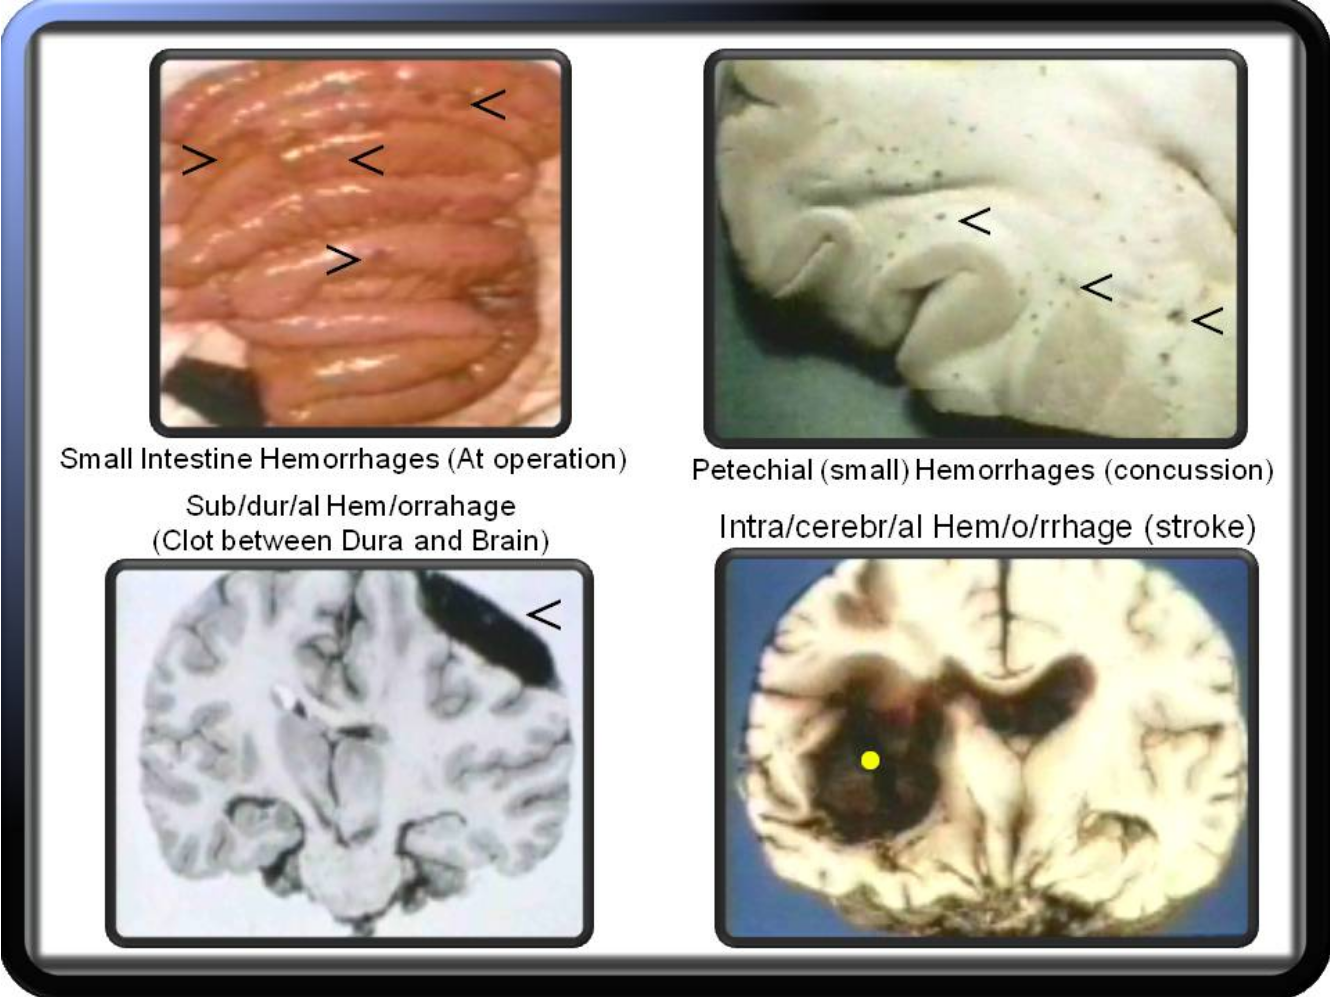 Small Intestine Hemorrhages (At operation)
Petechial (small) Hemorrhages (concussion)
Sub/dur/al Hem/orrahage
(Clot between Dura and Brain)
Intra/cerebr/al Hem/o/rrhage (stroke)